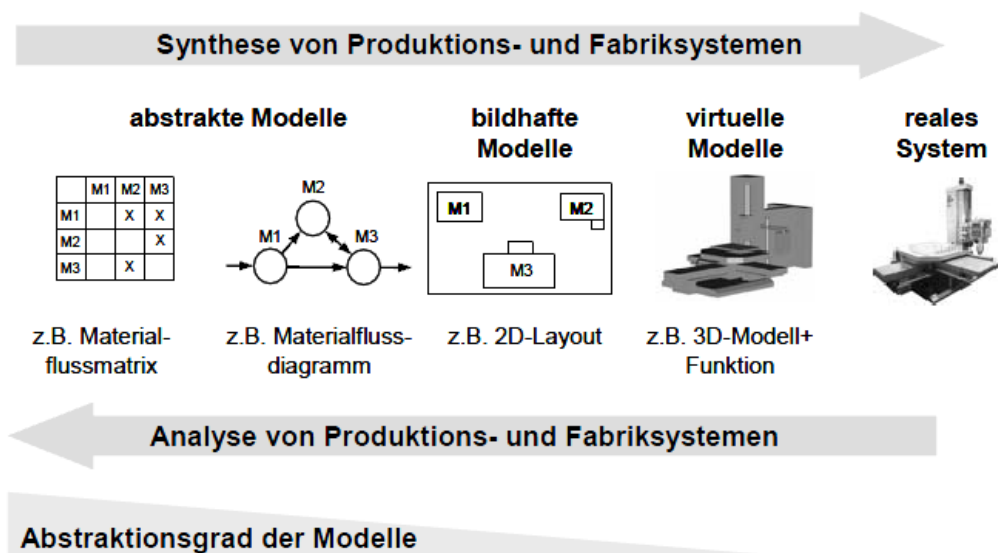 Synthese von Produktions- und Fabriksystemen
abstrakte Modelle
bildhafte
Modelle
virtuelle
Modelle
reales
System
M1 M2 M3
M1 X X
M2 X
M3 X
M2
M1
M3
M1
M2
M3
z.B. Material-
flussmatrix
z.B. Materialfluss-
diagramm
z.B. 2D-Layout
z.B. 3D-Modell+
Funktion
Analyse von Produktions- und Fabriksystemen
Abstraktionsgrad der Modelle